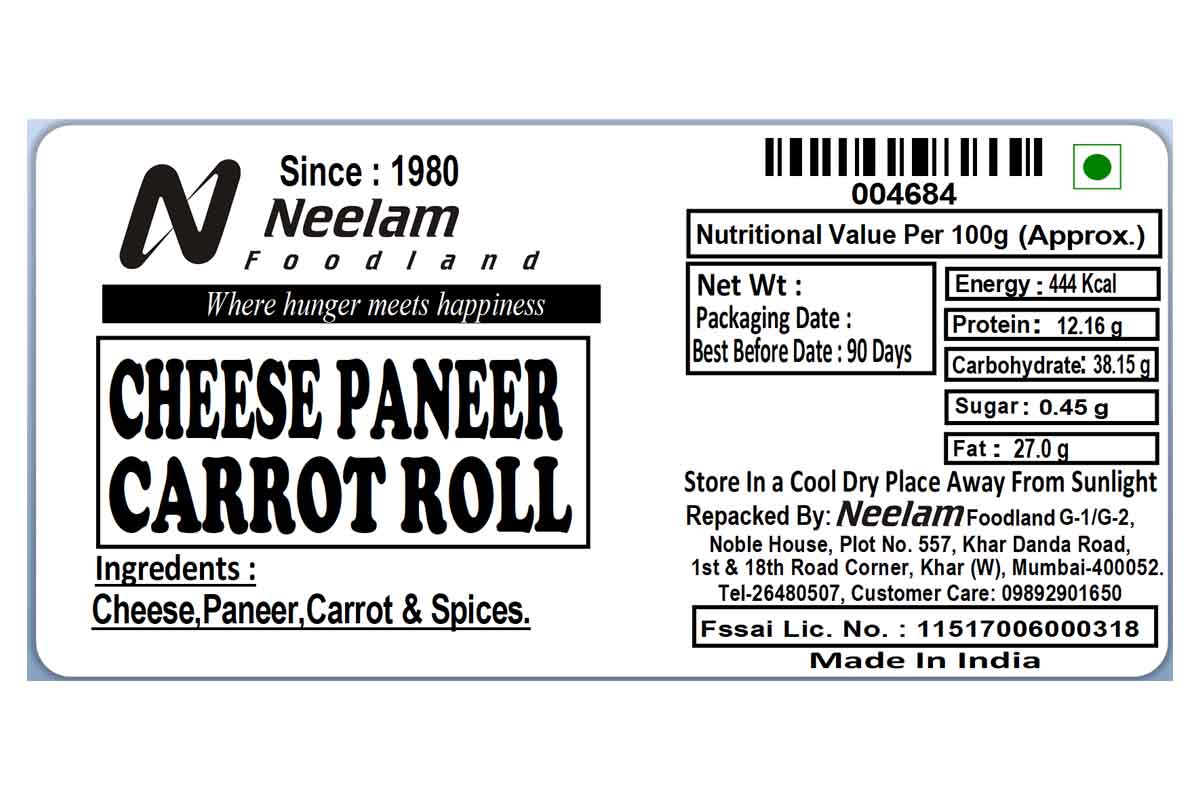 Since : 1980
Neelam
Foodland
Where hunger meets happiness
CHEESE PANEER
CARROT ROLL
Ingredents :
Cheese,Paneer,Carrot & Spices.
004684
Nutritional Value Per 100g (Approx.)
Net Wt :
Packaging Date :
Best Before Date : 90 Days
Energy : 444 Kcal
Protein: 12.16 g
Carbohydrate: 38.15 g
Sugar : 0.45 g
Fat : 27.0 g
Store In a Cool Dry Place Away From Sunlight
Repacked By: Neelam Foodland G-1/G-2,
Noble House, Plot No. 557, Khar Danda Road,
1st & 18th Road Corner, Khar (W), Mumbai-400052.
Tel-26480507, Customer Care: 09892901650
Fssai Lic. No. : 11517006000318
Made In India